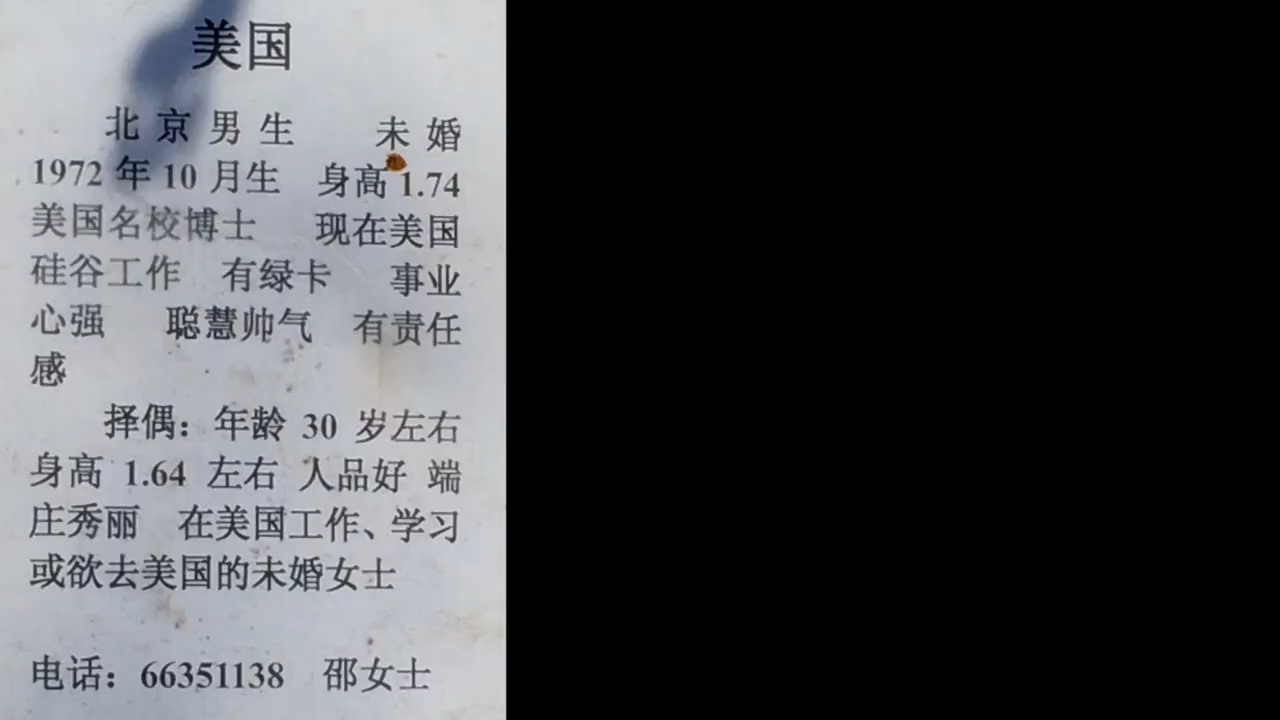 美国
北京男生 未婚
1972年10月生 身高1.74
美国名校博士 现在美国
硅谷工作 有绿卡 事业
心强 聪慧帅气 有责任
感
择偶：年龄30岁左右
身高1.64左右 人品好 端
庄秀丽 在美国工作、学习
或欲去美国的未婚女士
电话：66351138 邵女士